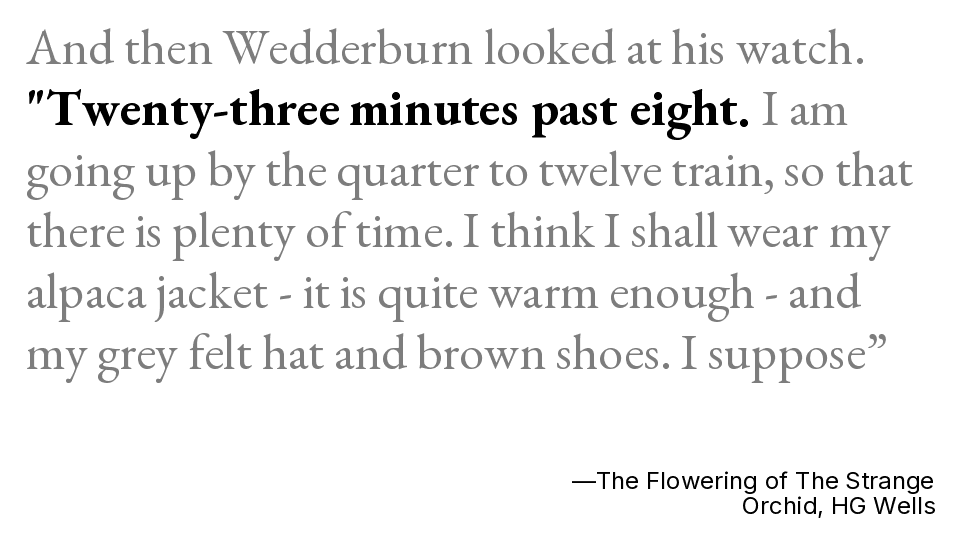 And then Wedderburn looked at his watch.
"Twenty-three minutes past eight. I am
going up by the quarter to twelve train, so that
there is plenty of time. I think I shall wear my
alpaca jacket - it is quite warm enough - and
my grey felt hat and brown shoes. I suppose”
—The Flowering of The Strange
Orchid, HG Wells